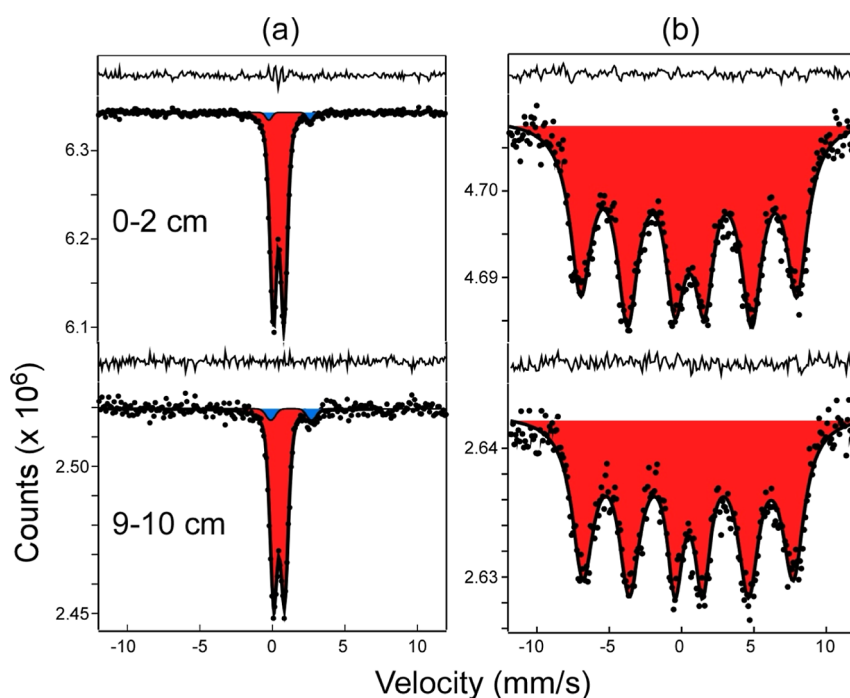 (a) (b)
6.3
6.2
6.1
0-2 cm
4.70
4.69
2.50
2.45
9-10 cm
2.64
2.63
Counts (x 10⁶)
-10 -5 0 5 10
-10 -5 0 5 10
Velocity (mm/s)